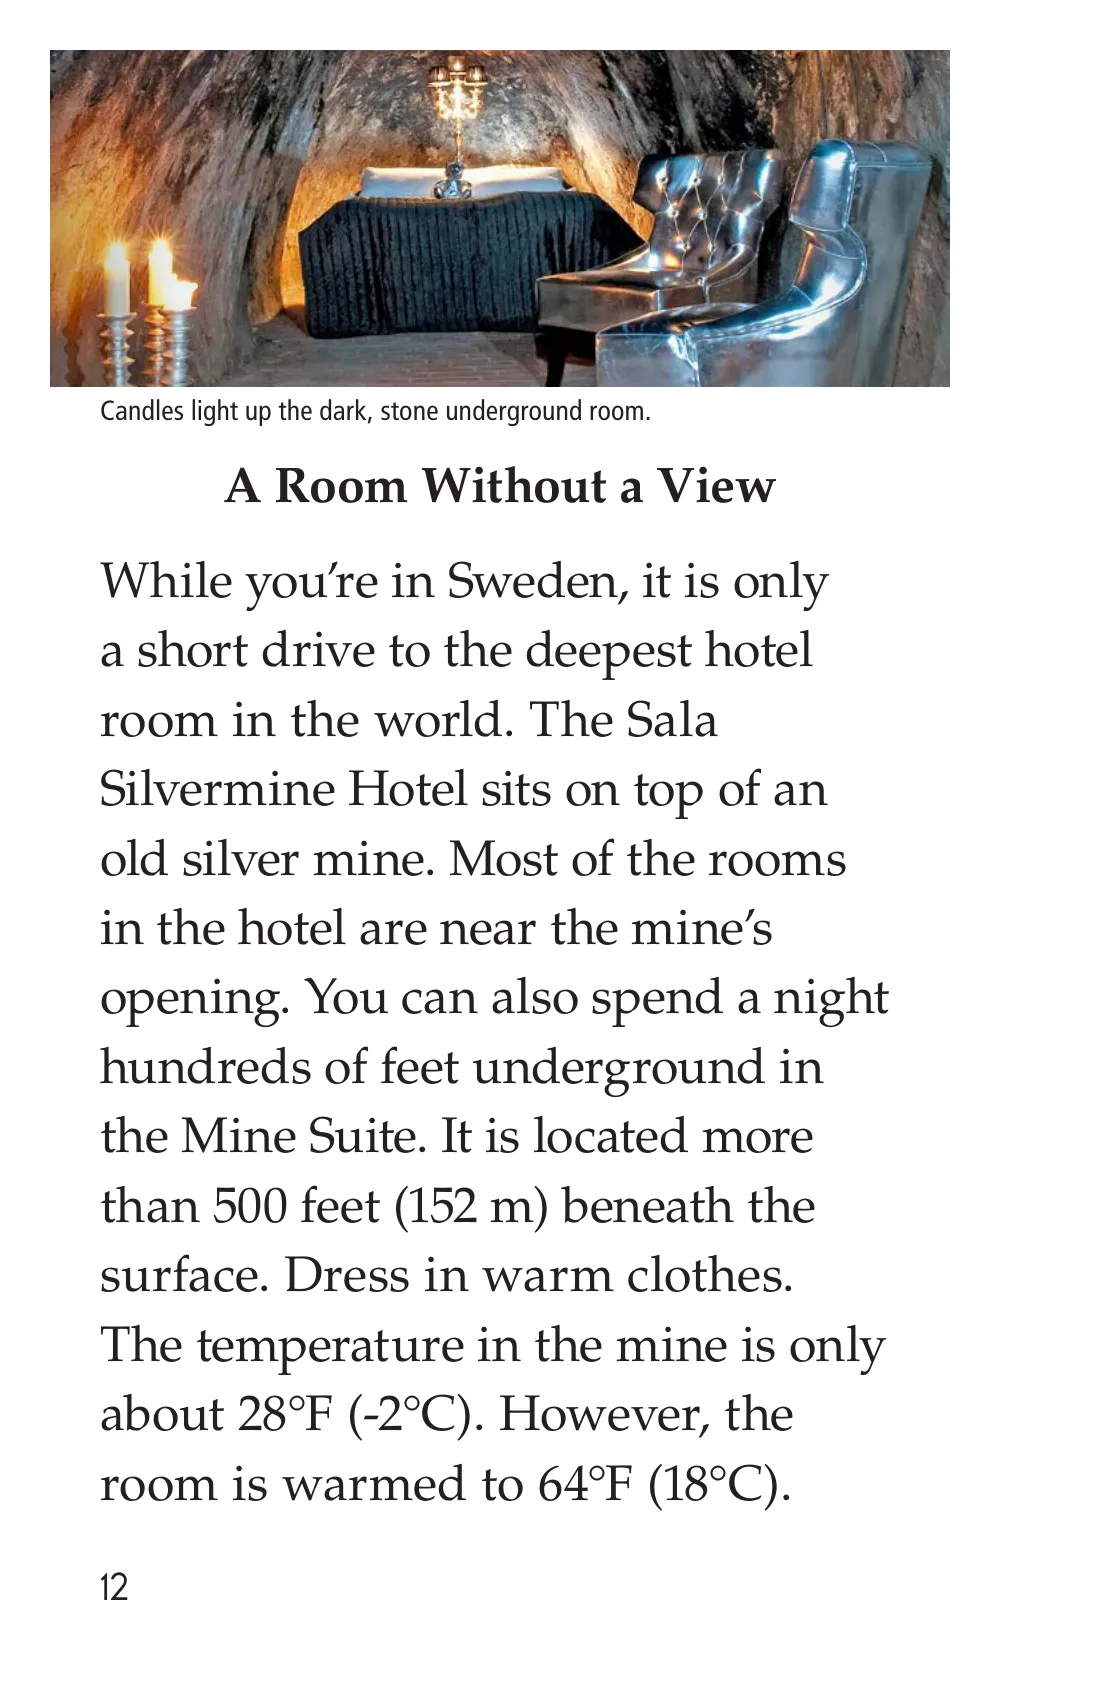 Candles light up the dark, stone underground room.
A Room Without a View
While you’re in Sweden, it is only
a short drive to the deepest hotel
room in the world. The Sala
Silvermine Hotel sits on top of an
old silver mine. Most of the rooms
in the hotel are near the mine’s
opening. You can also spend a night
hundreds of feet underground in
the Mine Suite. It is located more
than 500 feet (152 m) beneath the
surface. Dress in warm clothes.
The temperature in the mine is only
about 28°F (-2°C). However, the
room is warmed to 64°F (18°C).
12